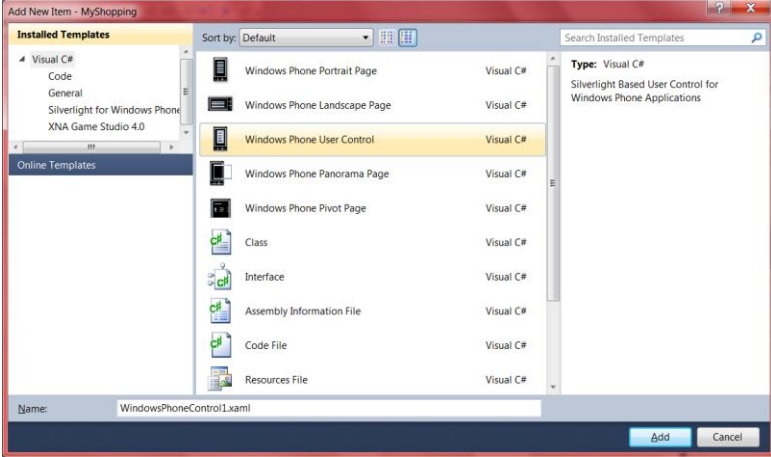 Add New Item - MyShopping
Installed Templates
Visual C#
Code
General
Silverlight for Windows Phone
XNA Game Studio 4.0
Online Templates
Sort by: Default
Windows Phone Portrait Page Visual C#
Windows Phone Landscape Page Visual C#
Windows Phone User Control Visual C#
Windows Phone Panorama Page Visual C#
Windows Phone Pivot Page Visual C#
Class Visual C#
Interface Visual C#
Assembly Information File Visual C#
Code File Visual C#
Resources File Visual C#
Search Installed Templates
Type: Visual C#
Silverlight Based User Control for
Windows Phone Applications
Name: WindowsPhoneControl1.xaml
Add Cancel